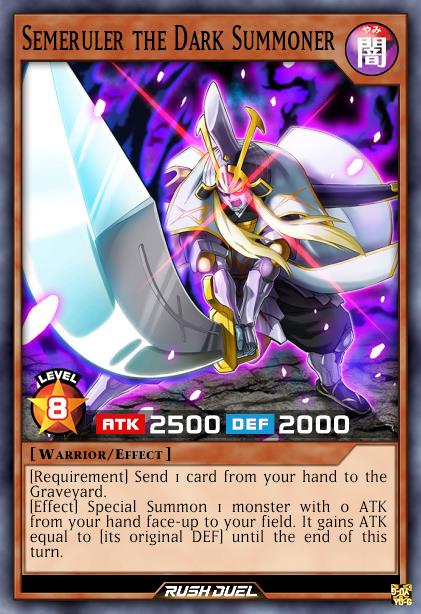 Semeruler the Dark Summoner
やみ
闇
LEVEL
8
ATK 2500 DEF 2000
[ Warrior/Effect ]
[Requirement] Send 1 card from your hand to the
Graveyard.
[Effect] Special Summon 1 monster with 0 ATK
from your hand face-up to your field. It gains ATK
equal to [its original DEF] until the end of this
turn.
RUSH DUEL